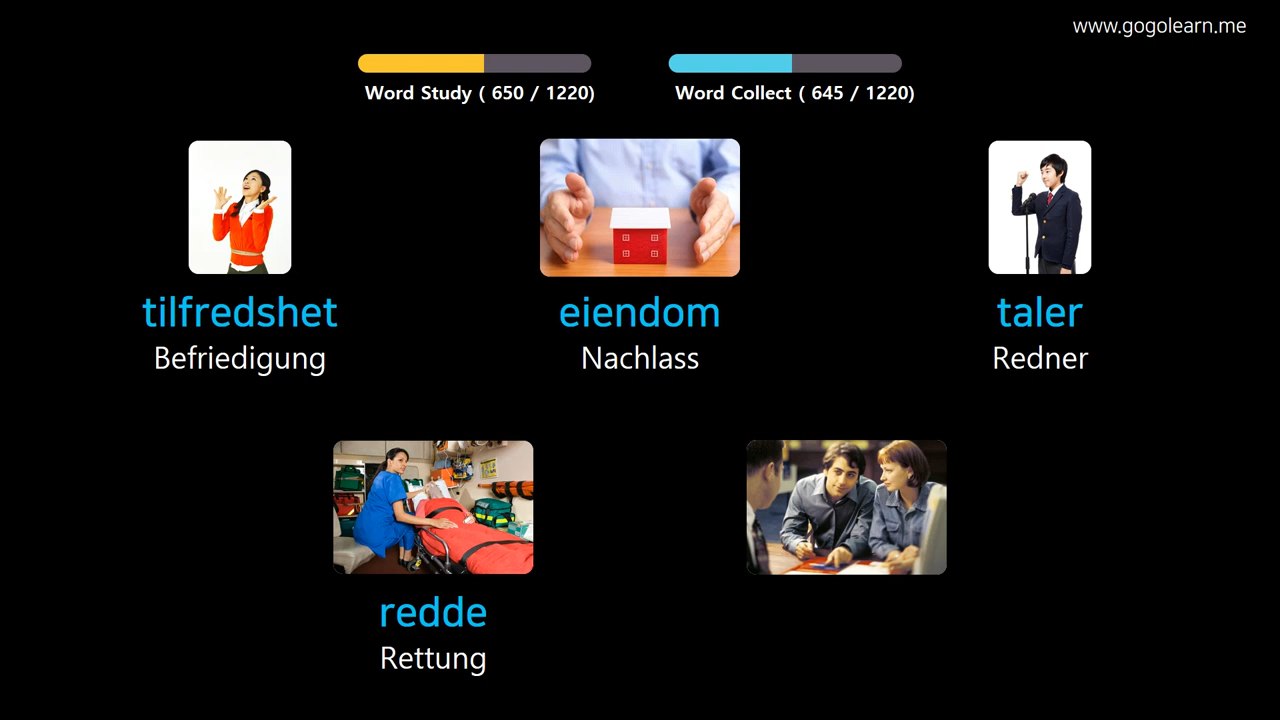 www.gogolearn.me
Word Study ( 650 / 1220)
Word Collect ( 645 / 1220)
tilfredshet
Befriedigung
eiendom
Nachlass
taler
Redner
redde
Rettung